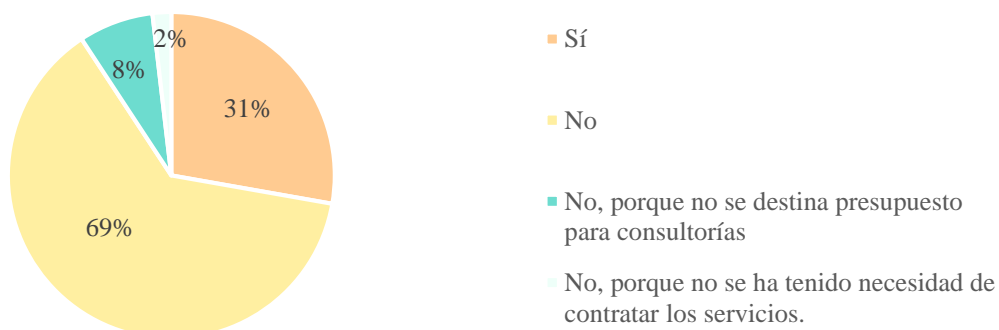 2%
8%
31%
69%
Sí
No
No, porque no se destina presupuesto
para consultorías
No, porque no se ha tenido necesidad de
contratar los servicios.